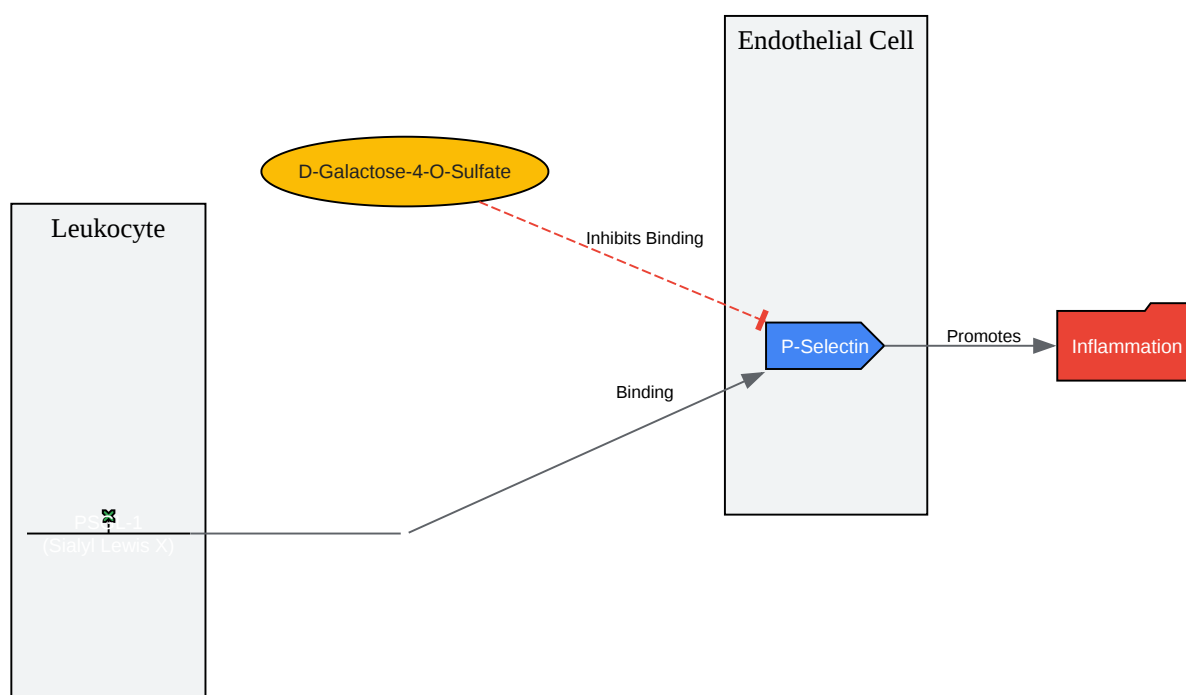 Endothelial Cell
D-Galactose-4-O-Sulfate
Leukocyte
Inhibits Binding
Promotes
P-Selectin
Inflammation
Binding
(Sialyl Lewis X)